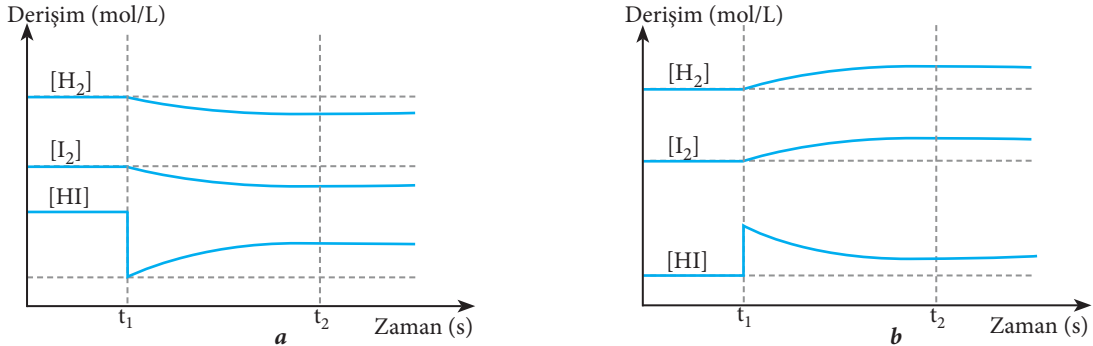 Derişim (mol/L)
[H₂]
[I₂]
[HI]
t₁
t₂
Zaman (s)
a
Derişim (mol/L)
[H₂]
[I₂]
[HI]
t₁
t₂
Zaman (s)
b